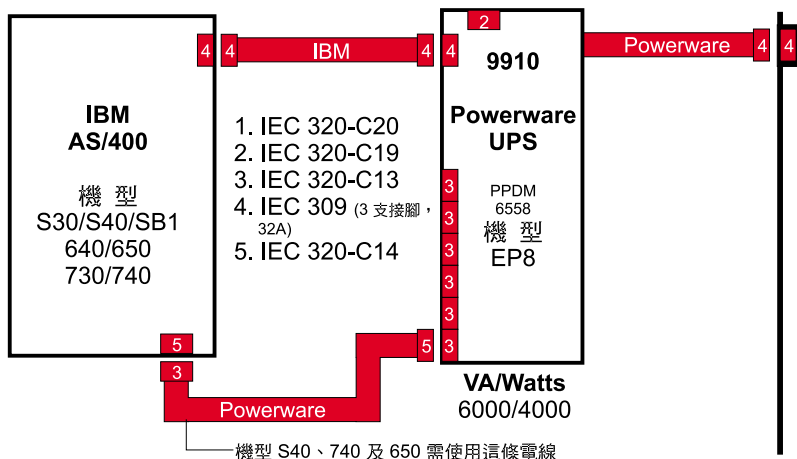 2
4
4
IBM
4
4
Powerware
4
4
9910
IBM
AS/400
機 型
S30/S40/SB1
640/650
730/740
1. IEC 320-C20
2. IEC 320-C19
3. IEC 320-C13
4. IEC 309 (3 支接腳，
32A)
5. IEC 320-C14
Powerware
UPS
PPDM
6558
機 型
EP8
3
3
3
3
3
3
5
5
3
Powerware
VA/Watts
6000/4000
機型 S40、740 及 650 需使用這條電線